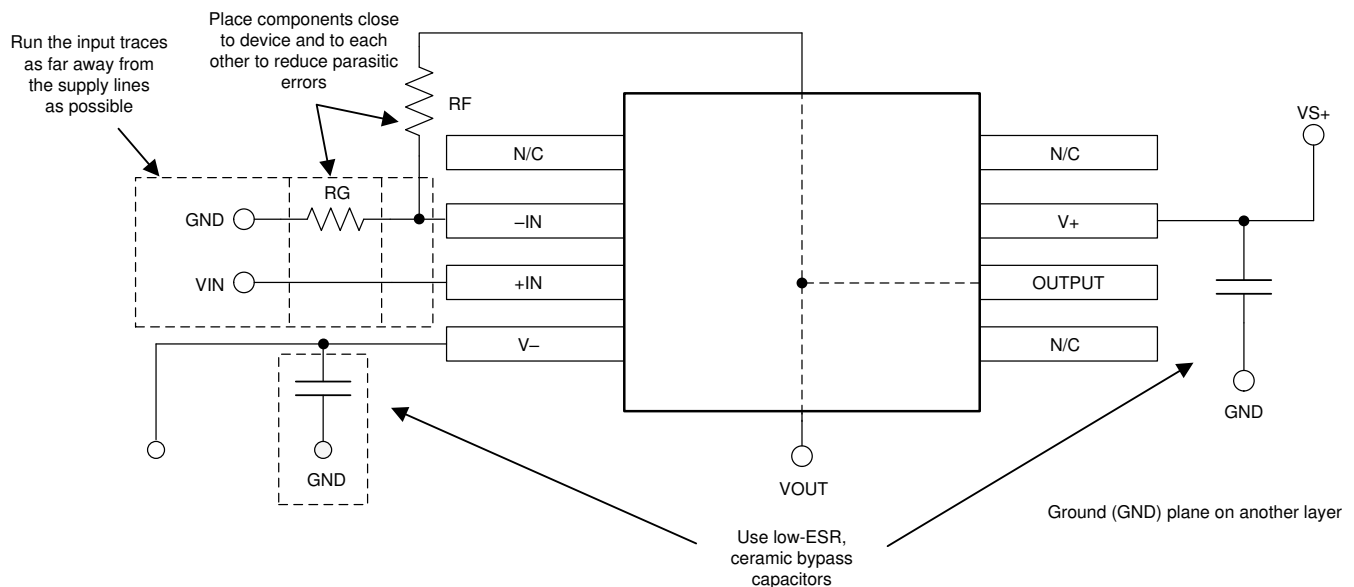 Run the input traces
as far away from
the supply lines
as possible
Place components close
to device and to each
other to reduce parasitic
errors
RF
N/C
N/C
VS+
RG
GND
–IN
V+
VIN
+IN
OUTPUT
V–
N/C
GND
GND
VOUT
Use low-ESR,
ceramic bypass
capacitors
Ground (GND) plane on another layer